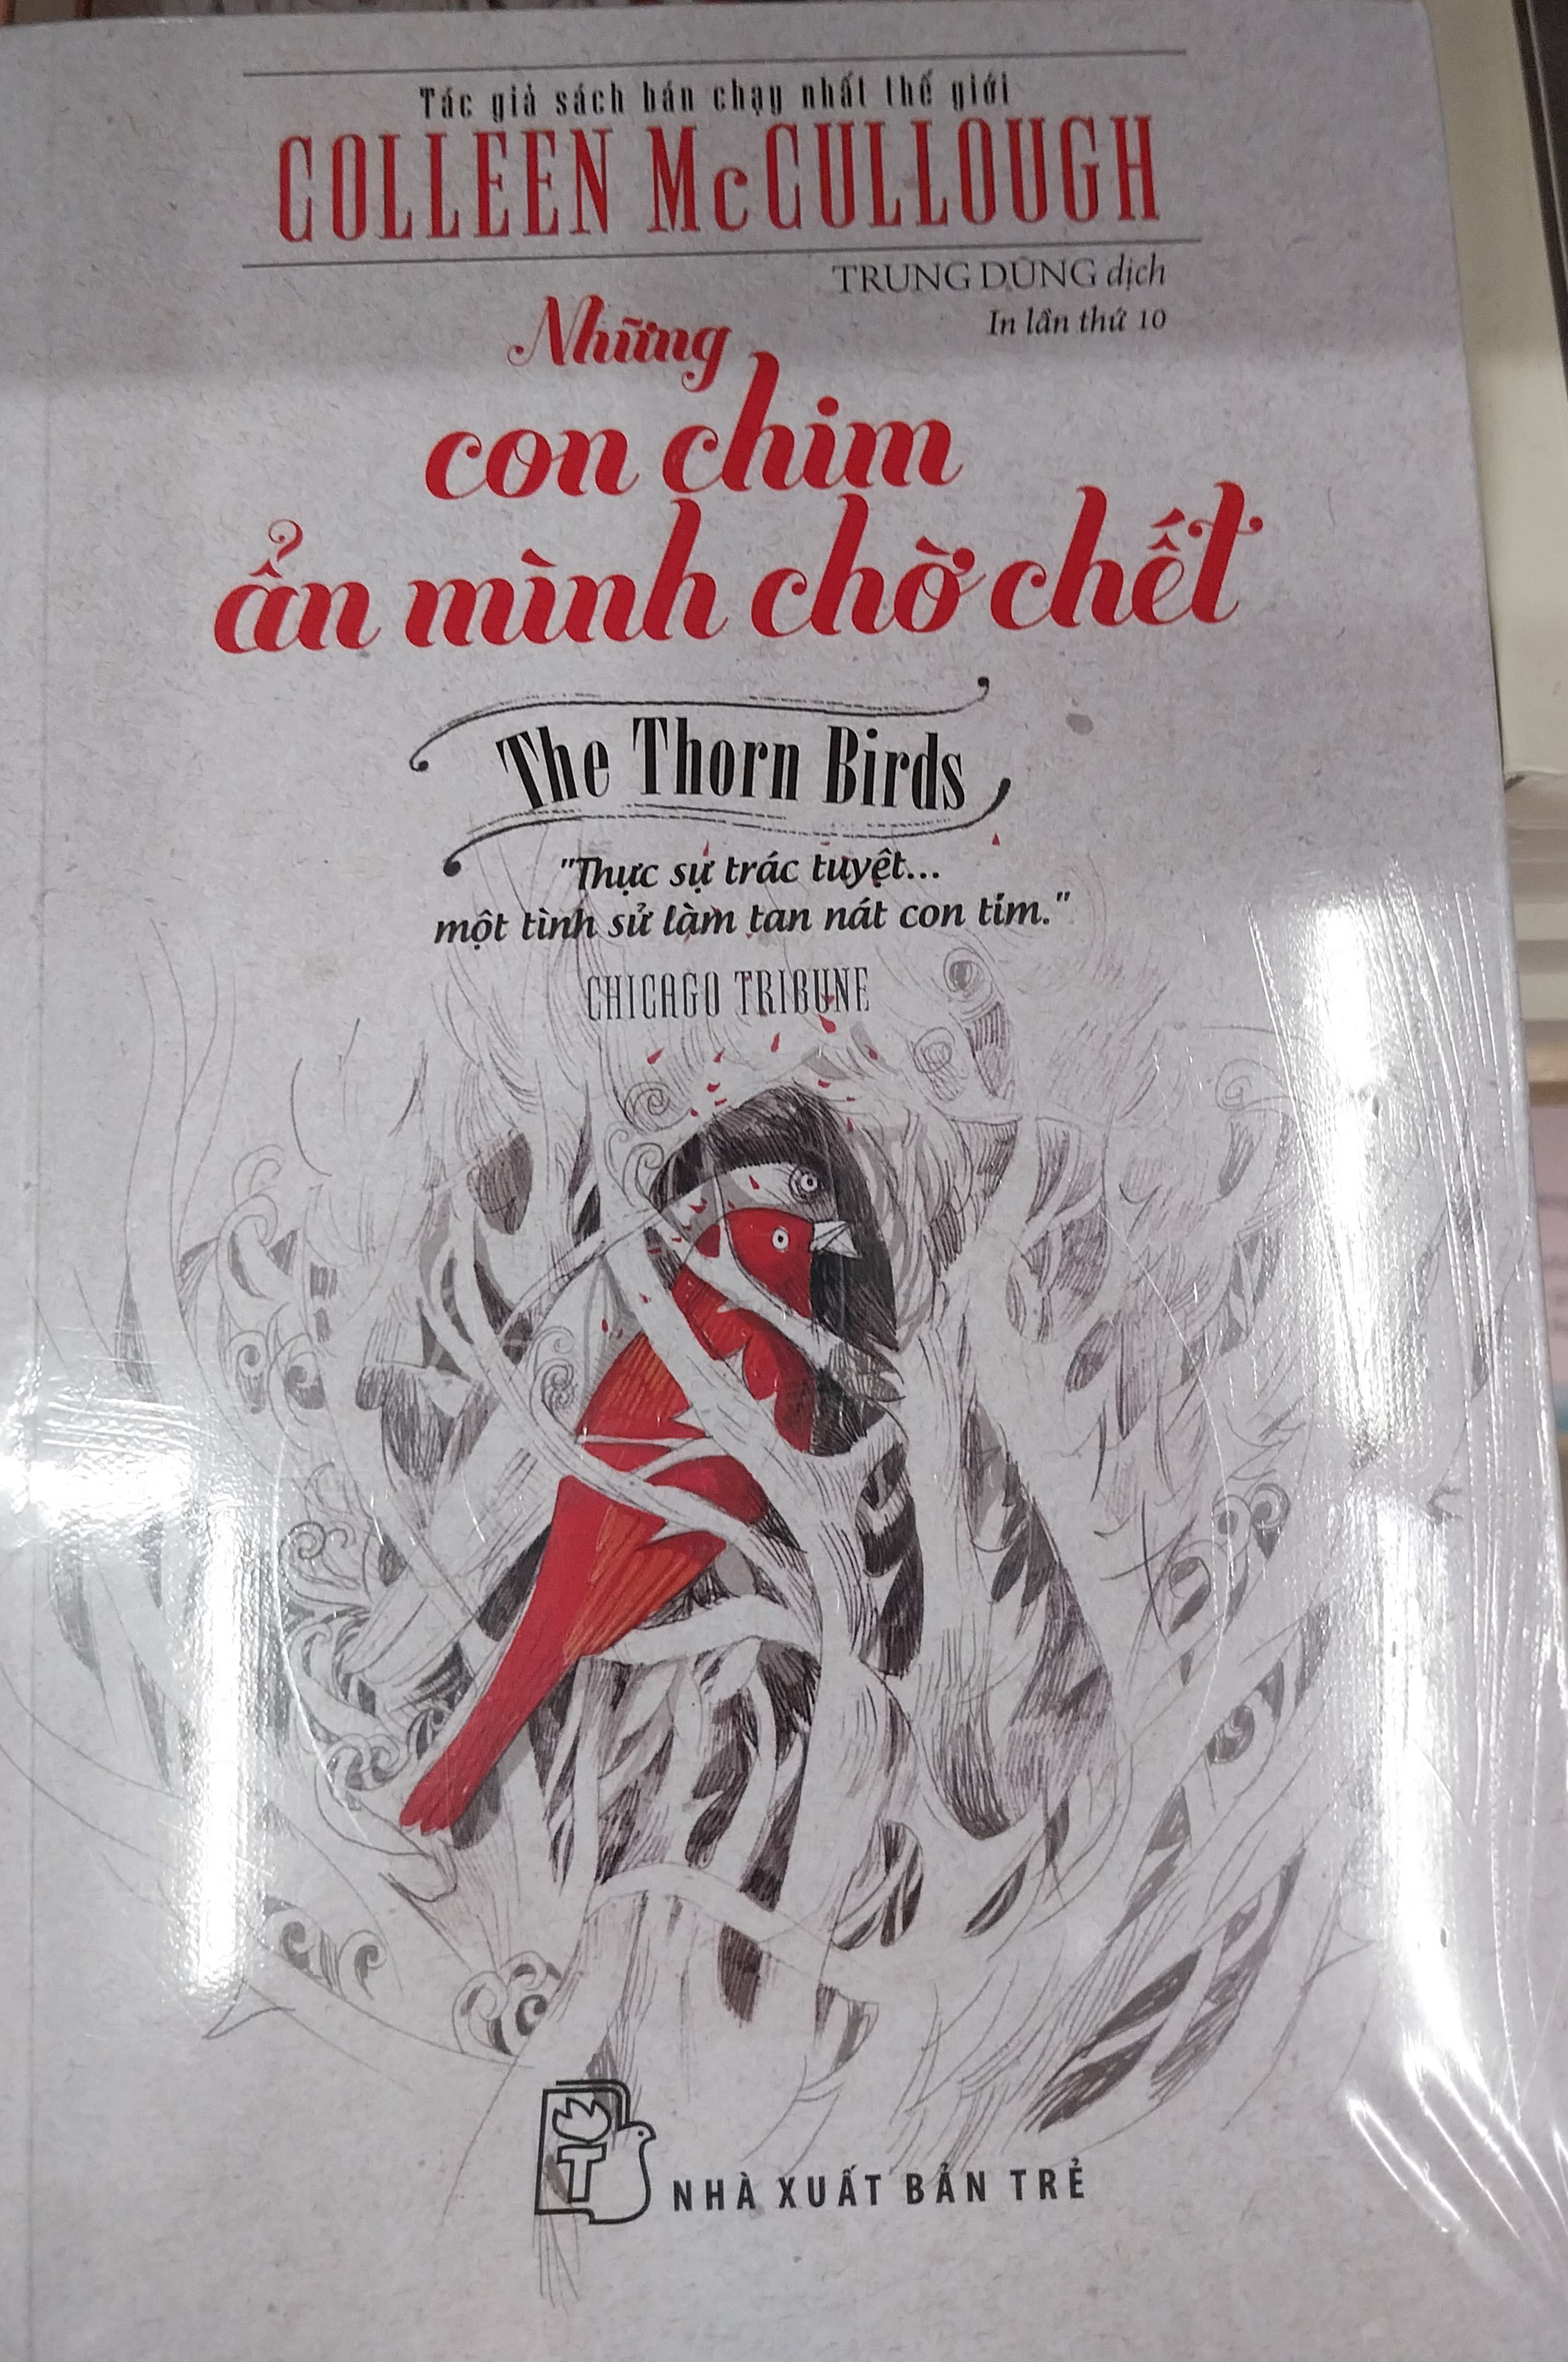 Tác giả sách bán chạy nhất thế giới
COLLEEN McCULLOUGH
TRUNG DŨNG dịch
In lần thứ 10
Những
con chim
ẩn mình chờ chết
The Thorn Birds
"Thực sự trác tuyệt...
một tình sử làm tan nát con tim."
CHICAGO TRIBUNE
T
NHÀ XUẤT BẢN TRẺ